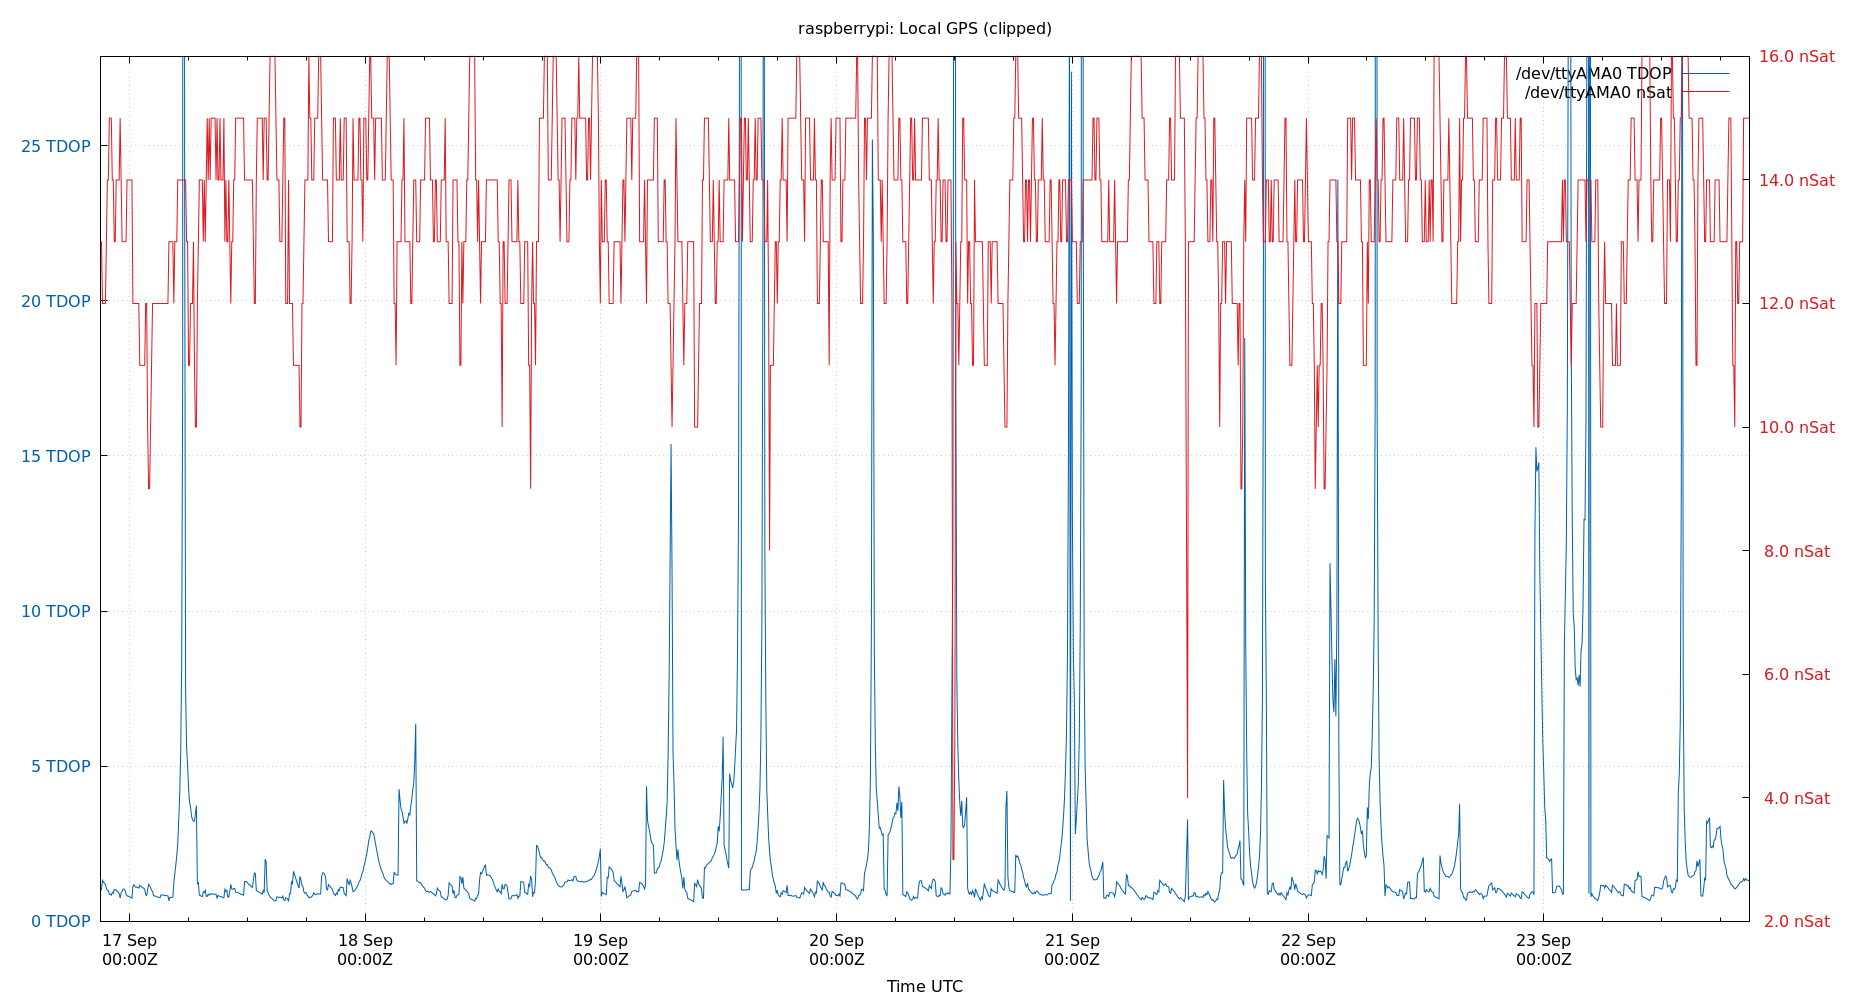 raspberrypi: Local GPS (clipped)
/dev/ttyAMA0 TDOP
/dev/ttyAMA0 nSat
25 TDOP
20 TDOP
15 TDOP
10 TDOP
5 TDOP
0 TDOP
16.0 nSat
14.0 nSat
12.0 nSat
10.0 nSat
8.0 nSat
6.0 nSat
4.0 nSat
2.0 nSat
17 Sep 18 Sep 19 Sep 20 Sep 21 Sep 22 Sep 23 Sep
00:00Z 00:00Z 00:00Z 00:00Z 00:00Z 00:00Z 00:00Z
Time UTC